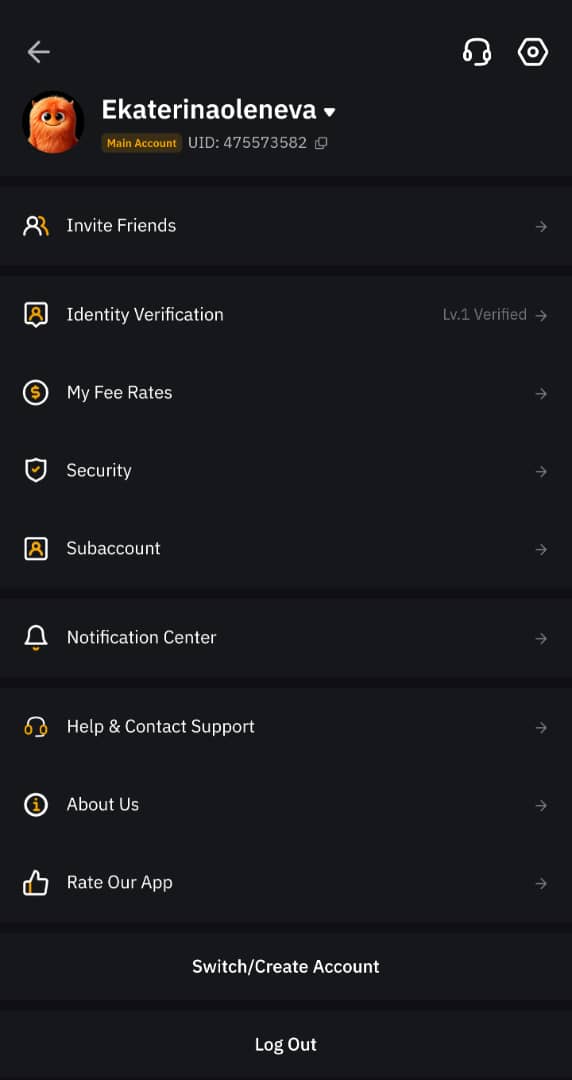 Ekaterinaoleneva
Main Account UID: 475573582
Invite Friends
Identity Verification Lv.1 Verified
My Fee Rates
Security
Subaccount
Notification Center
Help & Contact Support
About Us
Rate Our App
Switch/Create Account
Log Out